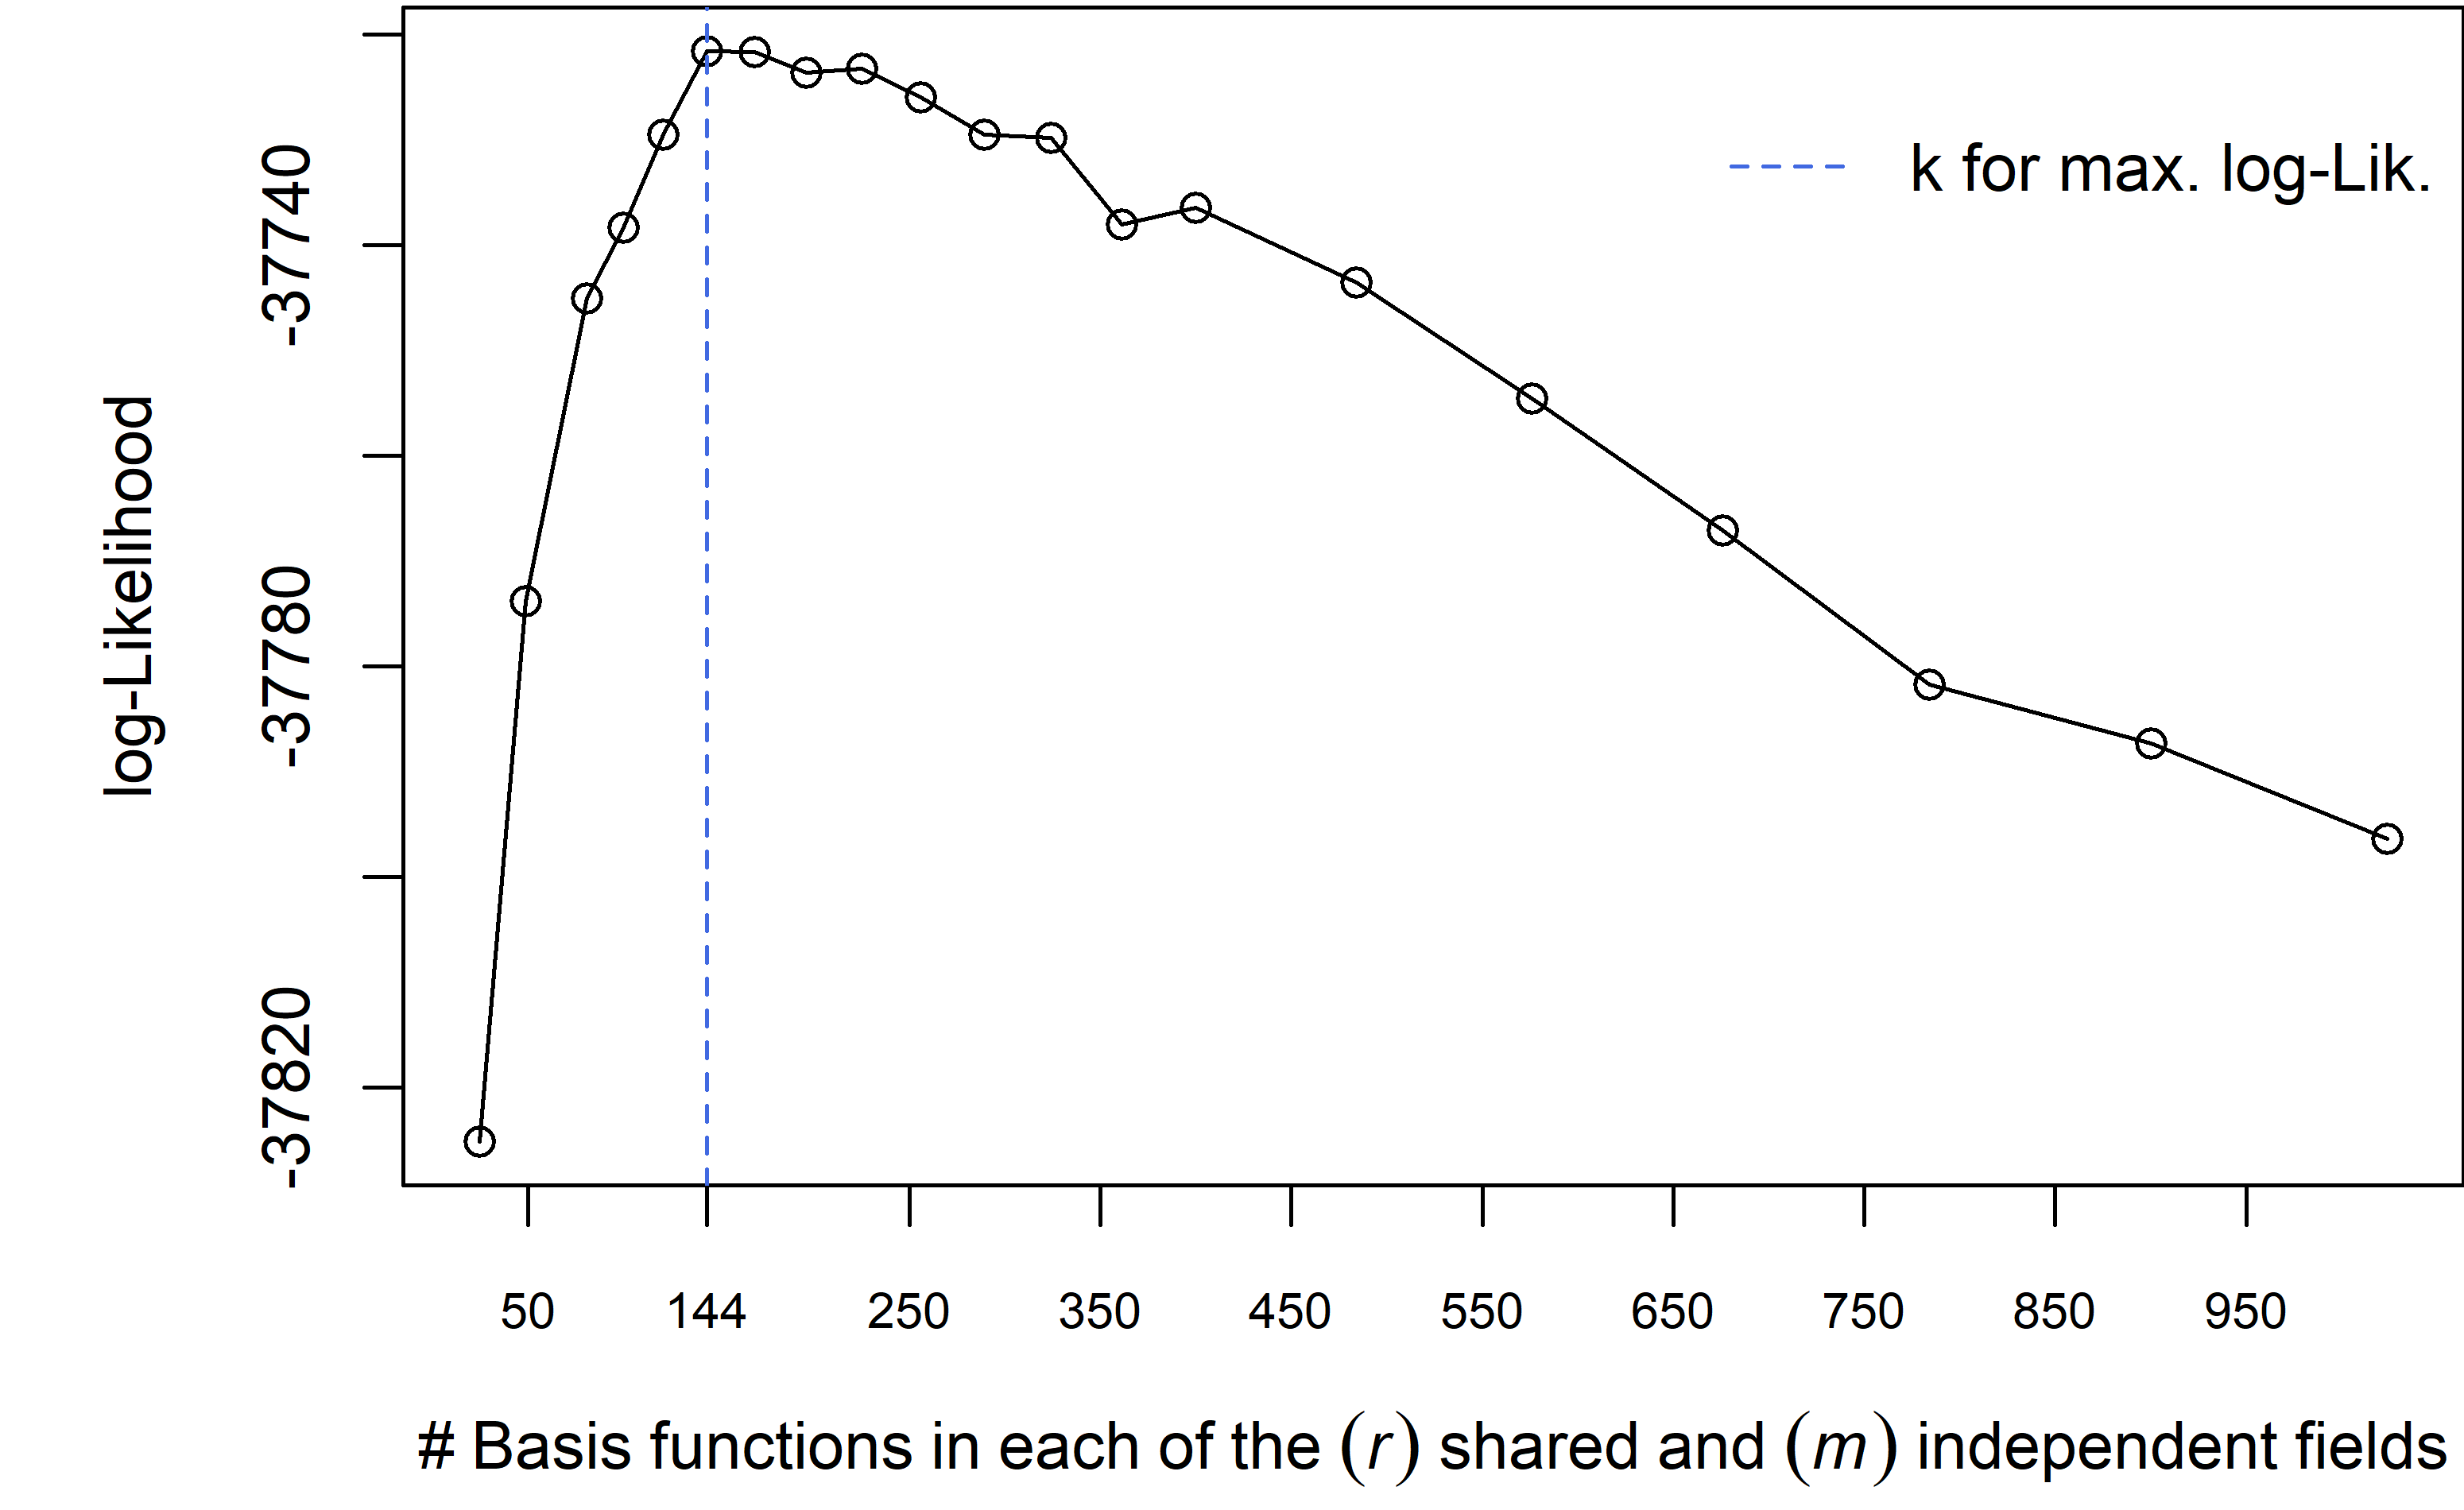 log-Likelihood
-37740
-37780
-37820
k for max. log-Lik.
50 144 250 350 450 550 650 750 850 950
# Basis functions in each of the (r) shared and (m) independent fields